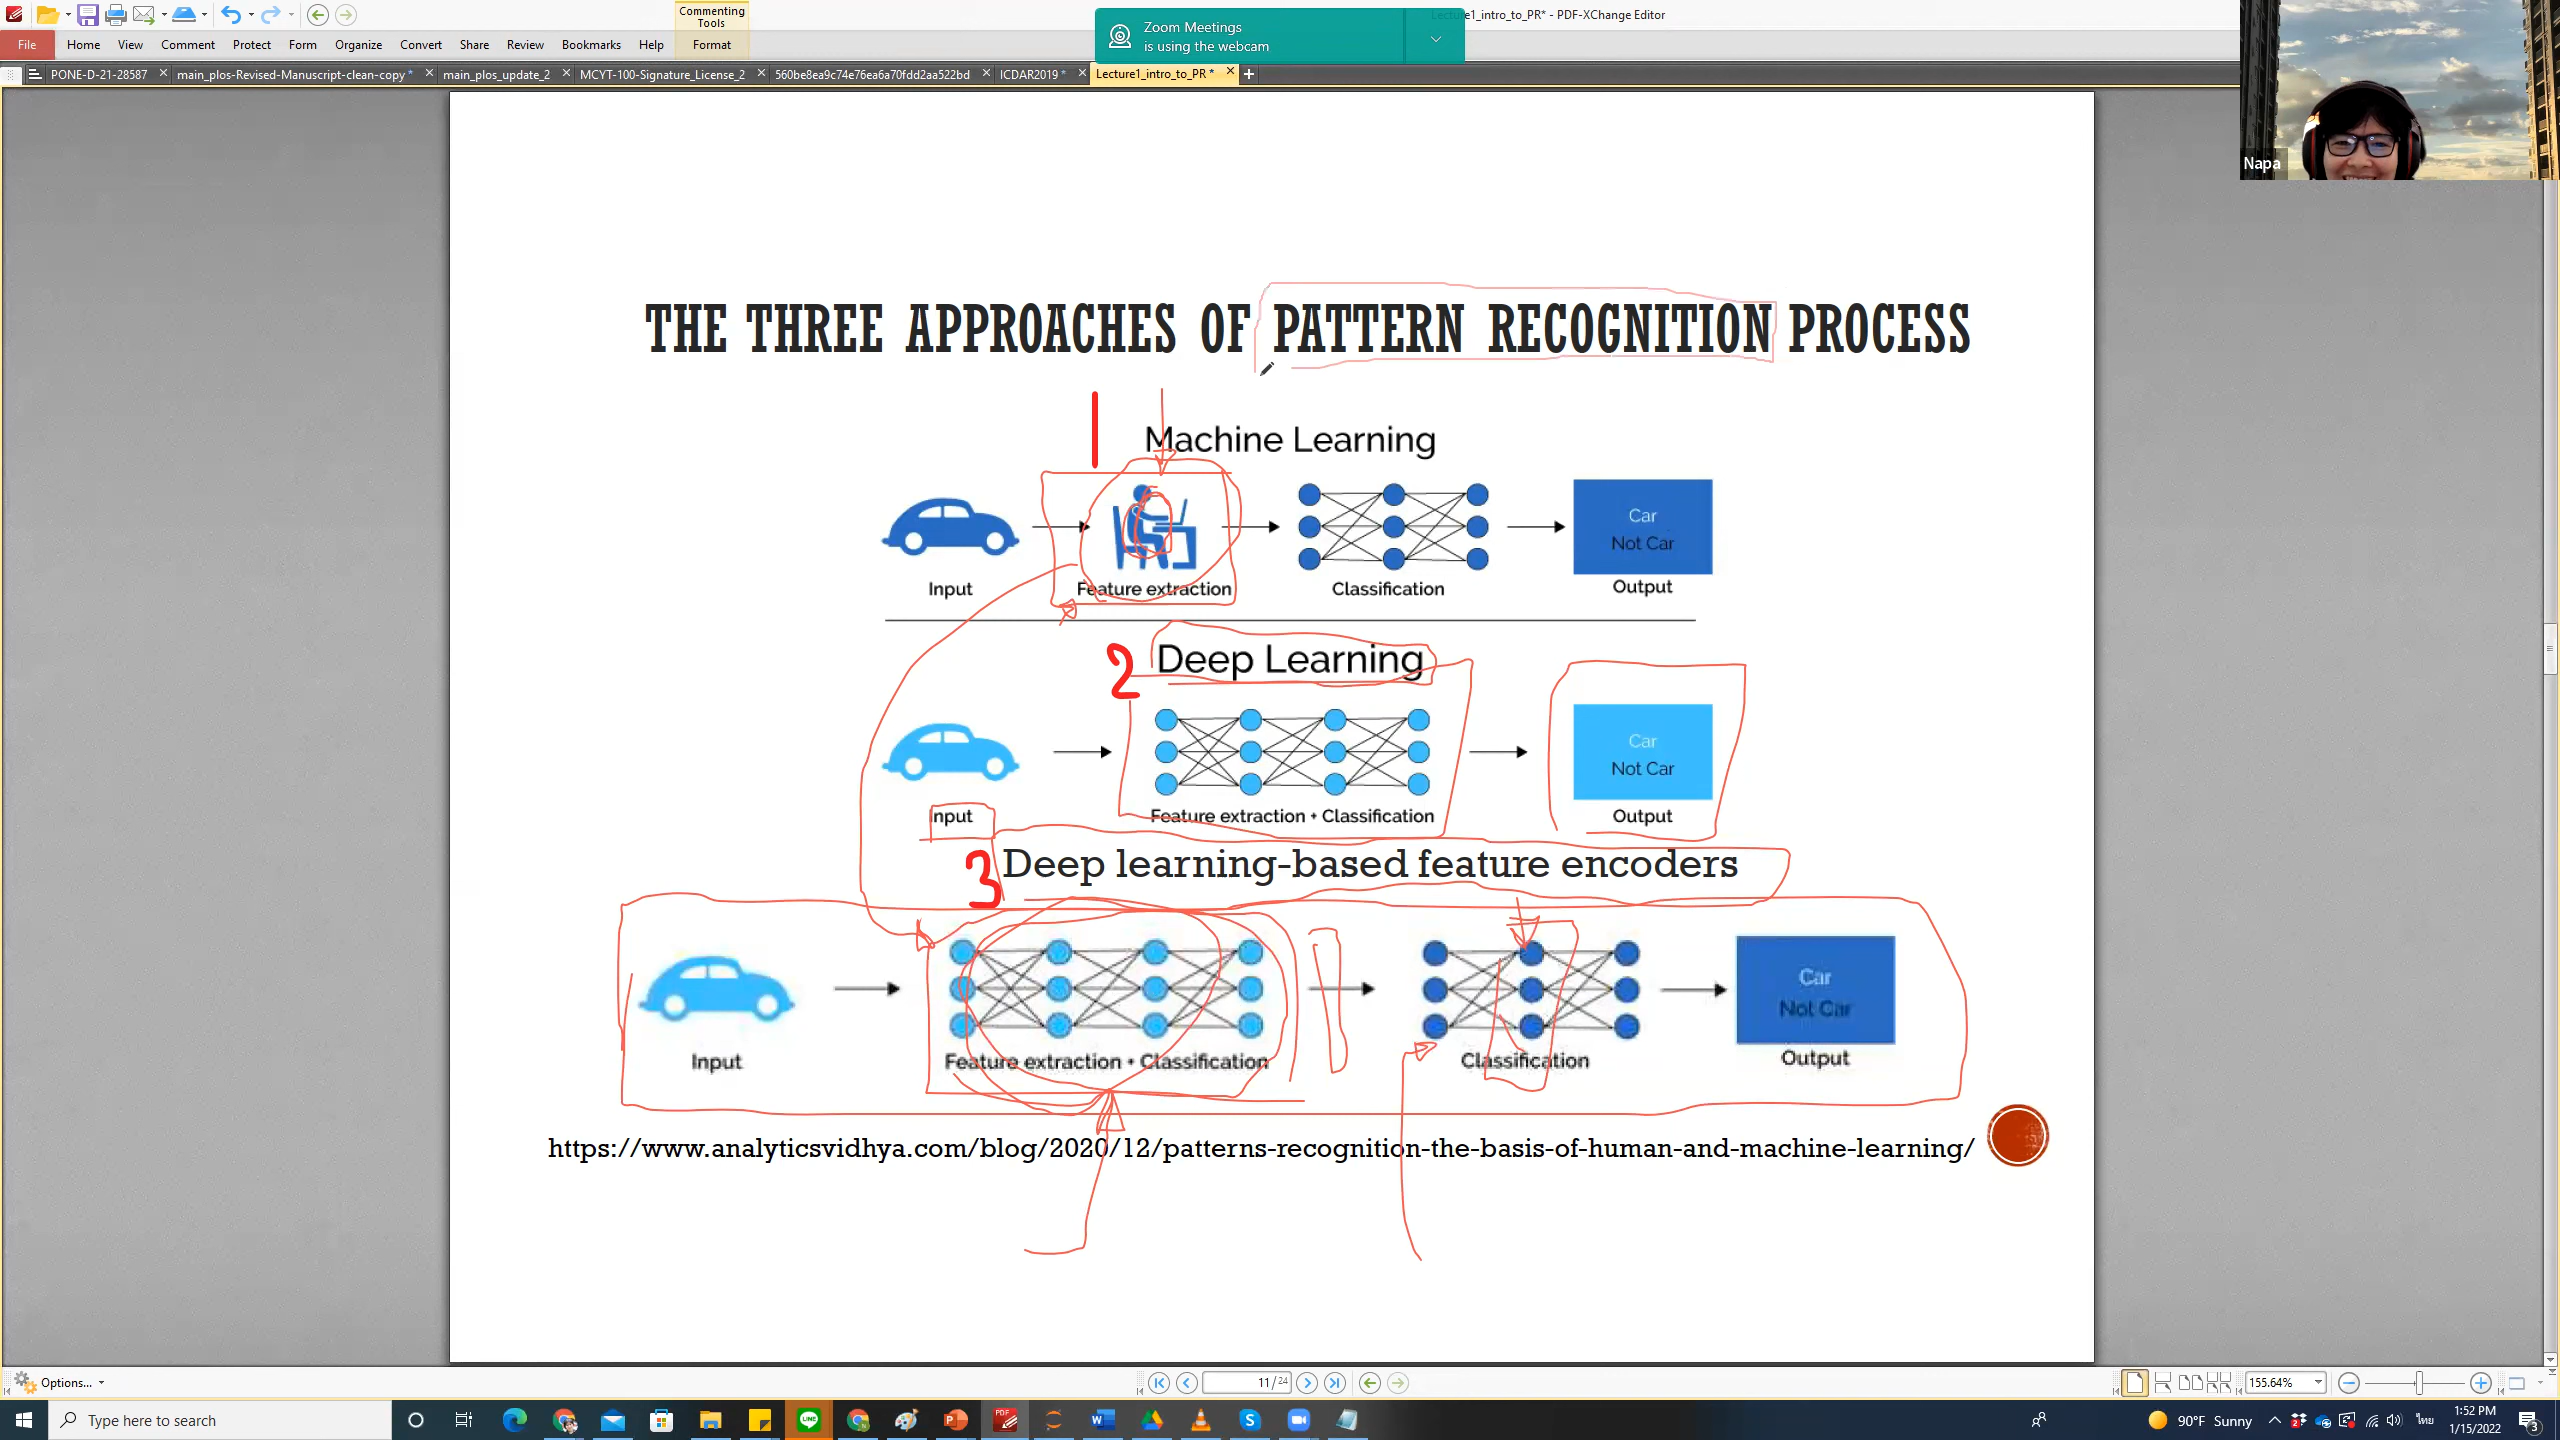 Commenting
Tools
Zoom Meetings
is using the webcam
Lecture1_intro_to_PR* - PDF-XChange Editor
File Home View Comment Protect Form Organize Convert Share Review Bookmarks Help Format
PONE-D-21-28587 main_plos-Revised-Manuscript-clean-copy * main_plos_update_2 MCYT-100-Signature_License_2 560be8ea9c74e76ea6a70fdd2aa522bd ICDAR2019 * Lecture1_intro_to_PR *
Napa
THE THREE APPROACHES OF PATTERN RECOGNITION PROCESS
1
Machine Learning
Car
Not Car
Input Feature extraction Classification Output
2 Deep Learning
Car
Not Car
Input Feature extraction + Classification Output
3 Deep learning-based feature encoders
Car
Not Car
Input Feature extraction + Classification Classification Output
https://www.analyticsvidhya.com/blog/2020/12/patterns-recognition-the-basis-of-human-and-machine-learning/
Options... 11/24 155.64%
Type here to search
90°F Sunny
ไทย
1:52 PM
1/15/2022
3